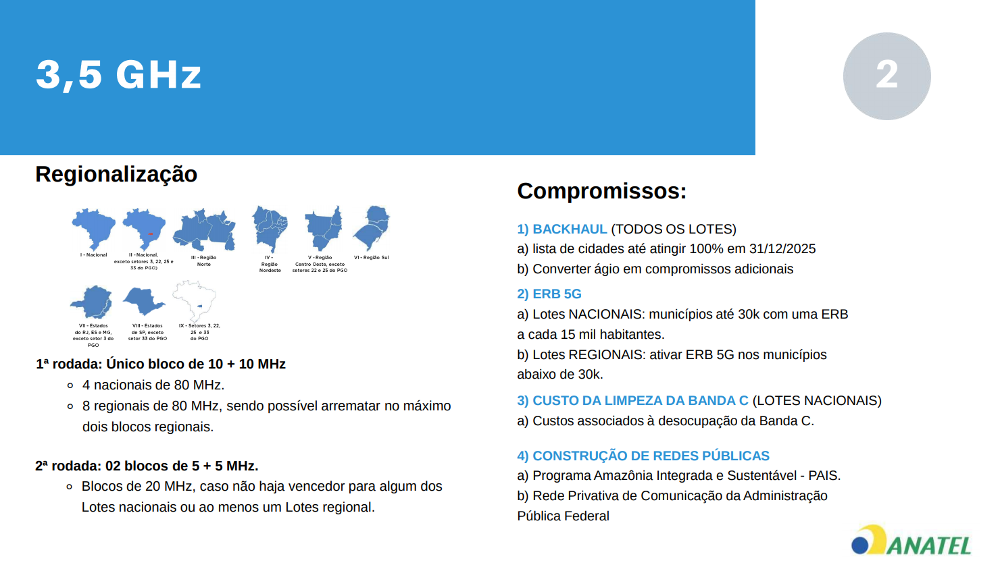 3,5 GHz
2
Regionalização
I - Nacional
II - Nacional,
exceto setores 3, 22, 25 e
33 do PGO)
III - Região
Norte
IV -
Região
Nordeste
V - Região
Centro Oeste, exceto
setores 22 e 25 do PGO
VI - Região Sul
VII - Estados
do RJ, ES e MG,
exceto setor 3 do
PGO
VIII - Estados
de SP, exceto
setor 33 do PGO
IX - Setores 3, 22,
25 e 33
do PGO
1ª rodada: Único bloco de 10 + 10 MHz
4 nacionais de 80 MHz.
8 regionais de 80 MHz, sendo possível arrematar no máximo
dois blocos regionais.
2ª rodada: 02 blocos de 5 + 5 MHz.
Blocos de 20 MHz, caso não haja vencedor para algum dos
Lotes nacionais ou ao menos um Lotes regional.
Compromissos:
1) BACKHAUL (TODOS OS LOTES)
a) lista de cidades até atingir 100% em 31/12/2025
b) Converter ágio em compromissos adicionais
2) ERB 5G
a) Lotes NACIONAIS: municípios até 30k com uma ERB
a cada 15 mil habitantes.
b) Lotes REGIONAIS: ativar ERB 5G nos municípios
abaixo de 30k.
3) CUSTO DA LIMPEZA DA BANDA C (LOTES NACIONAIS)
a) Custos associados à desocupação da Banda C.
4) CONSTRUÇÃO DE REDES PÚBLICAS
a) Programa Amazônia Integrada e Sustentável - PAIS.
b) Rede Privativa de Comunicação da Administração
Pública Federal
ANATEL